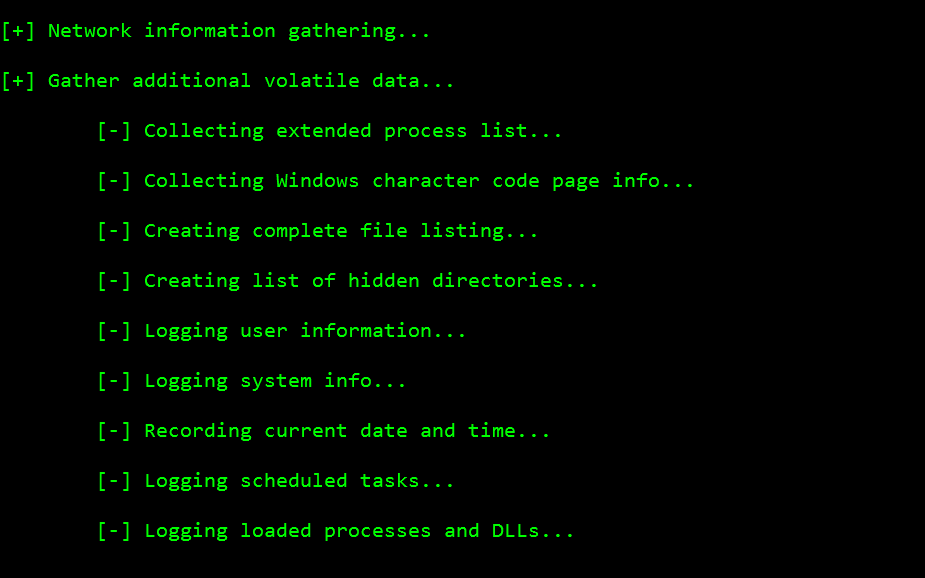 [+] Network information gathering...
[+] Gather additional volatile data...
[-] Collecting extended process list...
[-] Collecting Windows character code page info...
[-] Creating complete file listing...
[-] Creating list of hidden directories...
[-] Logging user information...
[-] Logging system info...
[-] Recording current date and time...
[-] Logging scheduled tasks...
[-] Logging loaded processes and DLLs...